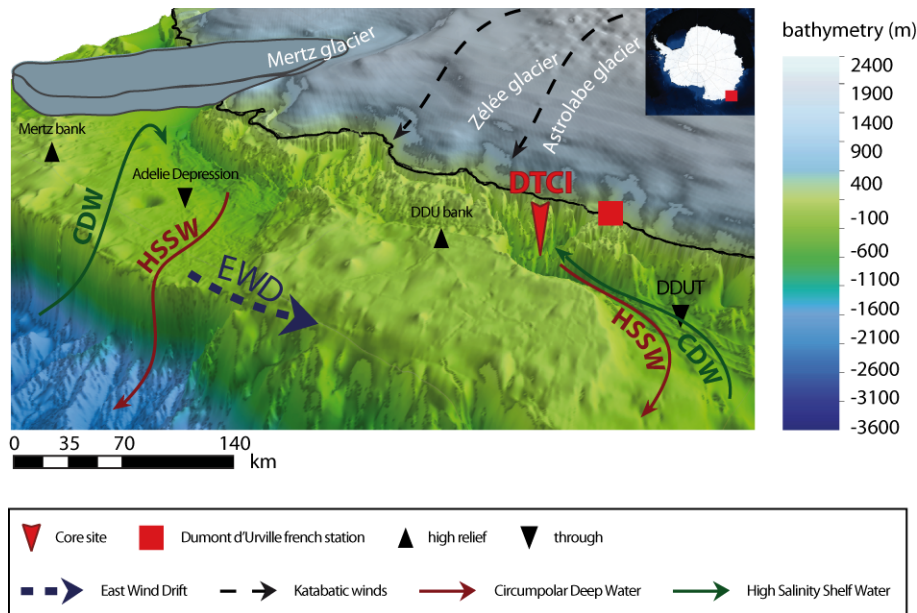 bathymetry (m)
2400
1900
1400
900
400
-100
-600
-1100
-1600
-2100
-2600
-3100
-3600
Mertz glacier
Zélée glacier
Astrolabe glacier
Mertz bank
Adelie Depression
DTCI
DDU bank
CDW
HSSW
EWD
DDUT
HSSW
CDW
0 35 70 140
km
Core site
Dumont d'Urville french station
high relief
through
East Wind Drift
Katabatic winds
Circumpolar Deep Water
High Salinity Shelf Water